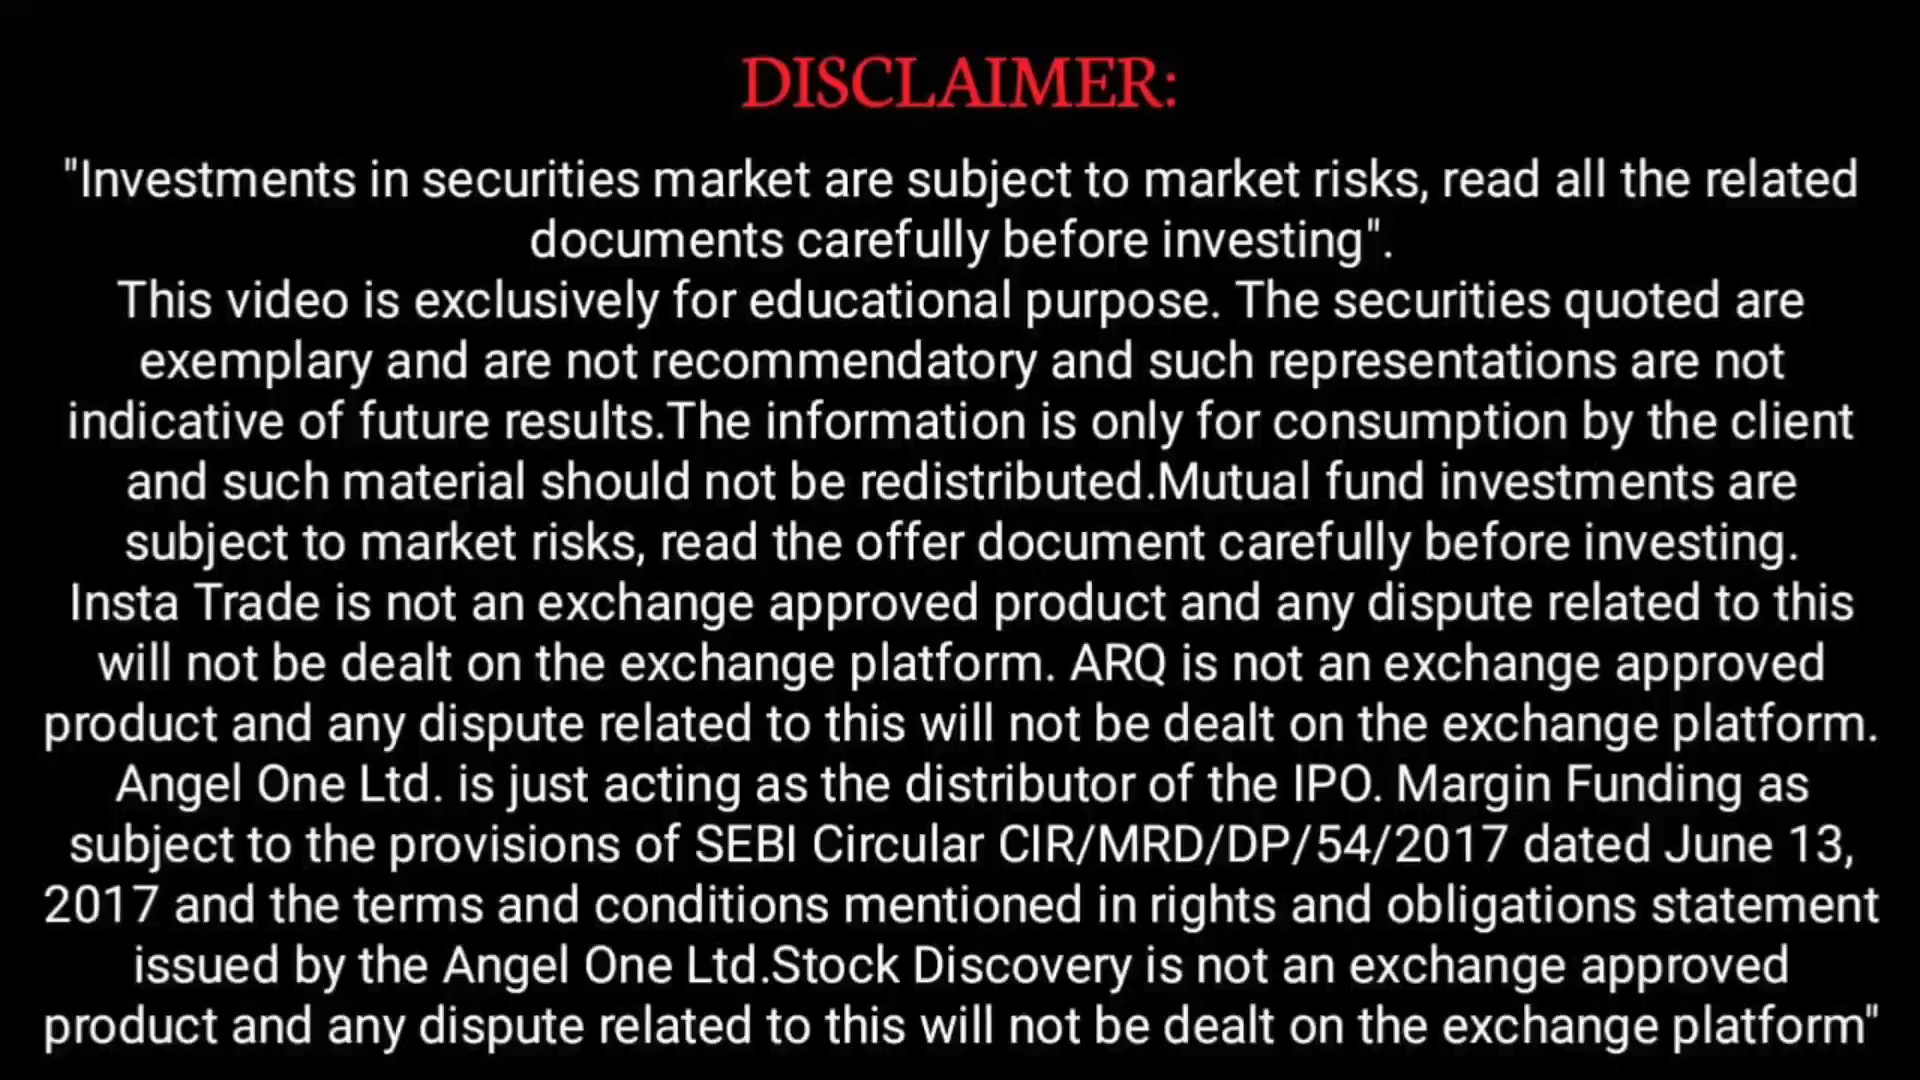 DISCLAIMER:
"Investments in securities market are subject to market risks, read all the related
documents carefully before investing".
This video is exclusively for educational purpose. The securities quoted are
exemplary and are not recommendatory and such representations are not
indicative of future results.The information is only for consumption by the client
and such material should not be redistributed.Mutual fund investments are
subject to market risks, read the offer document carefully before investing.
Insta Trade is not an exchange approved product and any dispute related to this
will not be dealt on the exchange platform. ARQ is not an exchange approved
product and any dispute related to this will not be dealt on the exchange platform.
Angel One Ltd. is just acting as the distributor of the IPO. Margin Funding as
subject to the provisions of SEBI Circular CIR/MRD/DP/54/2017 dated June 13,
2017 and the terms and conditions mentioned in rights and obligations statement
issued by the Angel One Ltd.Stock Discovery is not an exchange approved
product and any dispute related to this will not be dealt on the exchange platform"